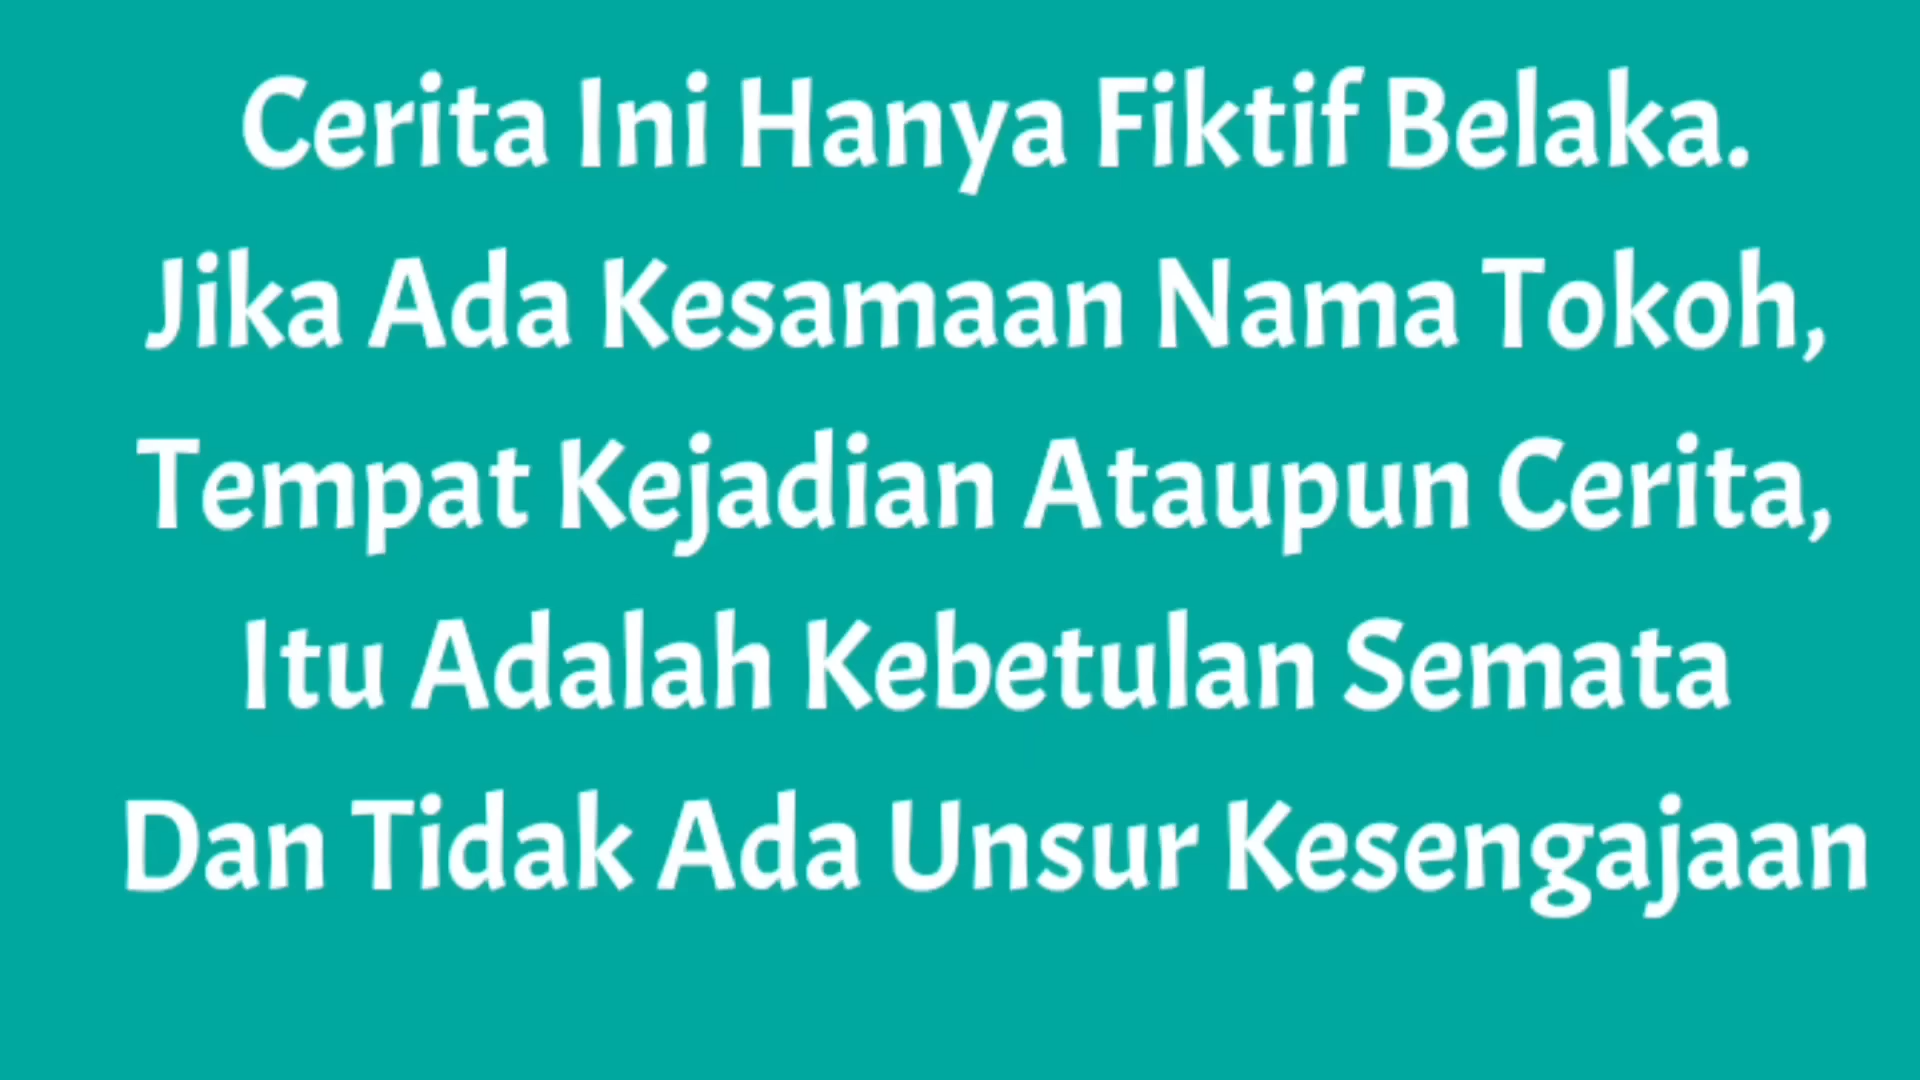 Cerita Ini Hanya Fiktif Belaka.
Jika Ada Kesamaan Nama Tokoh,
Tempat Kejadian Ataupun Cerita,
Itu Adalah Kebetulan Semata
Dan Tidak Ada Unsur Kesengajaan